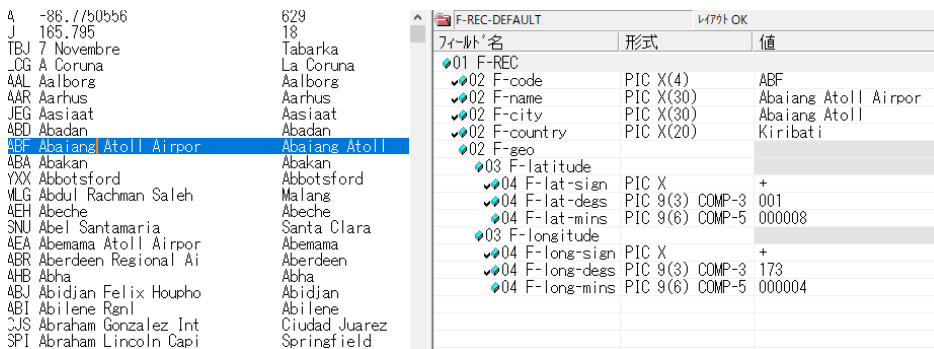 A -86.7750556 629
J 165.795 18
TBJ 7 Novembre Tabarka
LCG A Coruna La Coruna
AAL Aalborg Aalborg
AAR Aarhus Aarhus
JEG Aasiaat Aasiaat
ABD Abadan Abadan
ABF Abaiang Atoll Airpor Abaiang Atoll
ABA Abakan Abakan
YXX Abbotsford Abbotsford
MLG Abdul Rachman Saleh Malang
AEH Abeche Abeche
SNU Abel Santamaria Santa Clara
AEA Abemama Atoll Airpor Abemama
ABR Aberdeen Regional Ai Aberdeen
AHB Abha Abha
ABJ Abidjan Felix Houpho Abidjan
ABI Abilene Rgnl Abilene
CJS Abraham Gonzalez Int Ciudad Juarez
SPI Abraham Lincoln Capi Springfield
F-REC-DEFAULT ﾚｲｱｳﾄ OK
ﾌｨｰﾙﾄﾞ名 形式 値
01 F-REC
02 F-code PIC X(4) ABF
02 F-name PIC X(30) Abaiang Atoll Airpor
02 F-city PIC X(30) Abaiang Atoll
02 F-country PIC X(20) Kiribati
02 F-geo
03 F-latitude
04 F-lat-sign PIC X +
04 F-lat-degs PIC 9(3) COMP-3 001
04 F-lat-mins PIC 9(6) COMP-5 000008
03 F-longitude
04 F-long-sign PIC X +
04 F-long-degs PIC 9(3) COMP-3 173
04 F-long-mins PIC 9(6) COMP-5 000004